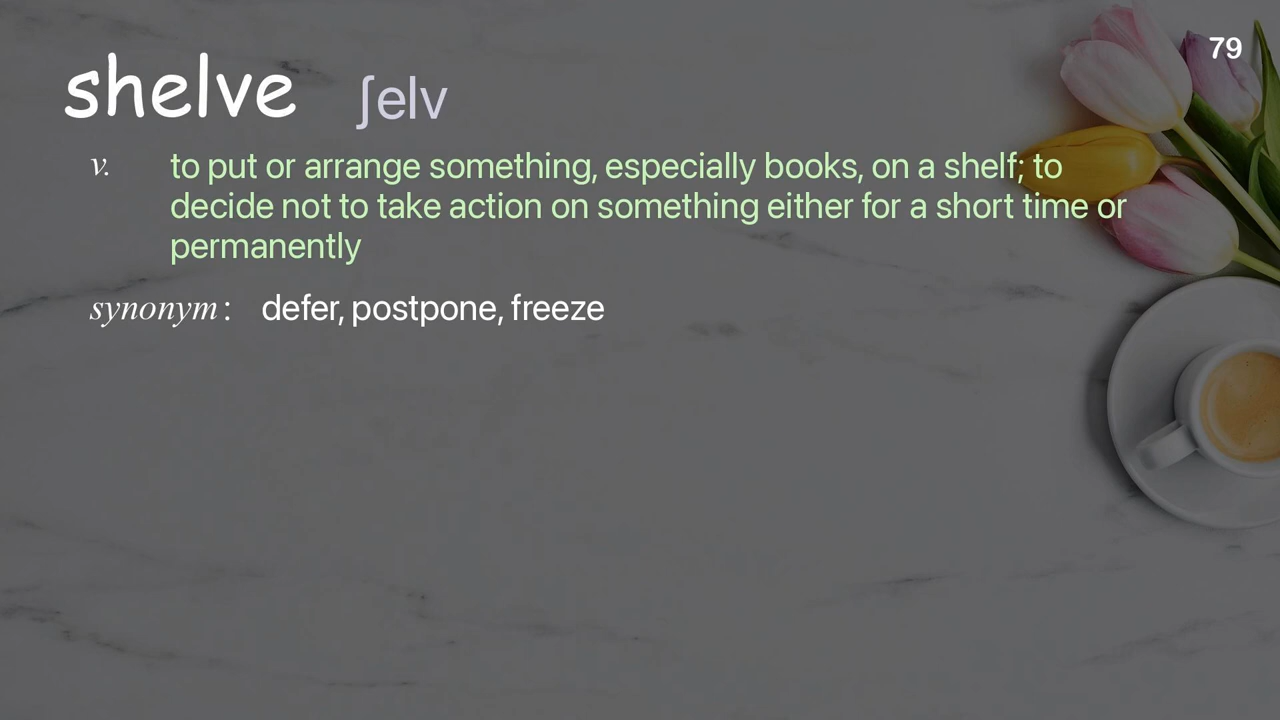 79
shelve ʃelv
v. to put or arrange something, especially books, on a shelf; to
decide not to take action on something either for a short time or
permanently
synonym: defer, postpone, freeze